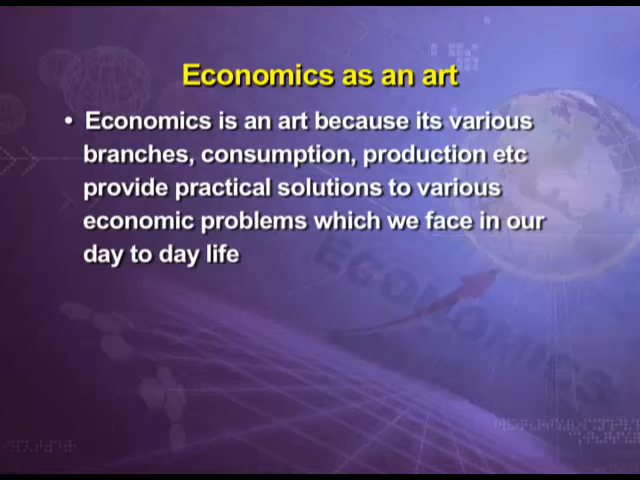 Economics as an art
• Economics is an art because its various
branches, consumption, production etc
provide practical solutions to various
economic problems which we face in our
day to day life
ECONOMICS